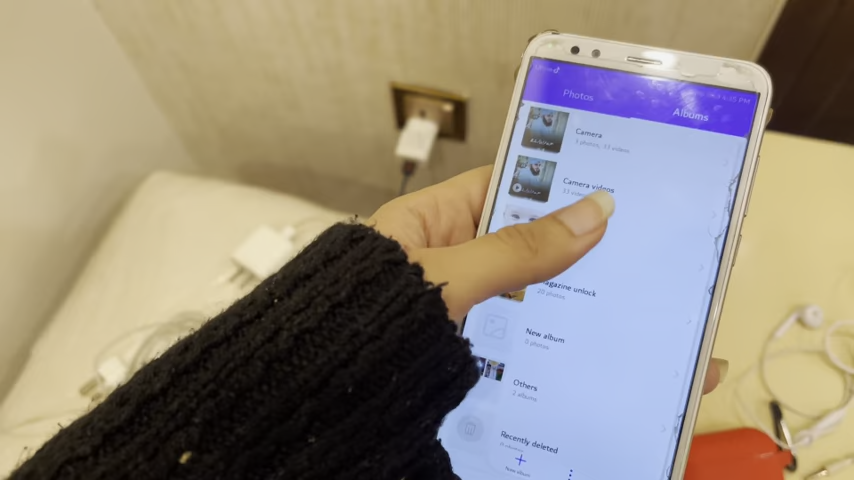 Photos
Albums
Camera
Camera videos
agazine unlock
20 photos
New album
0 photos
Others
2 albums
Recently deleted
New album